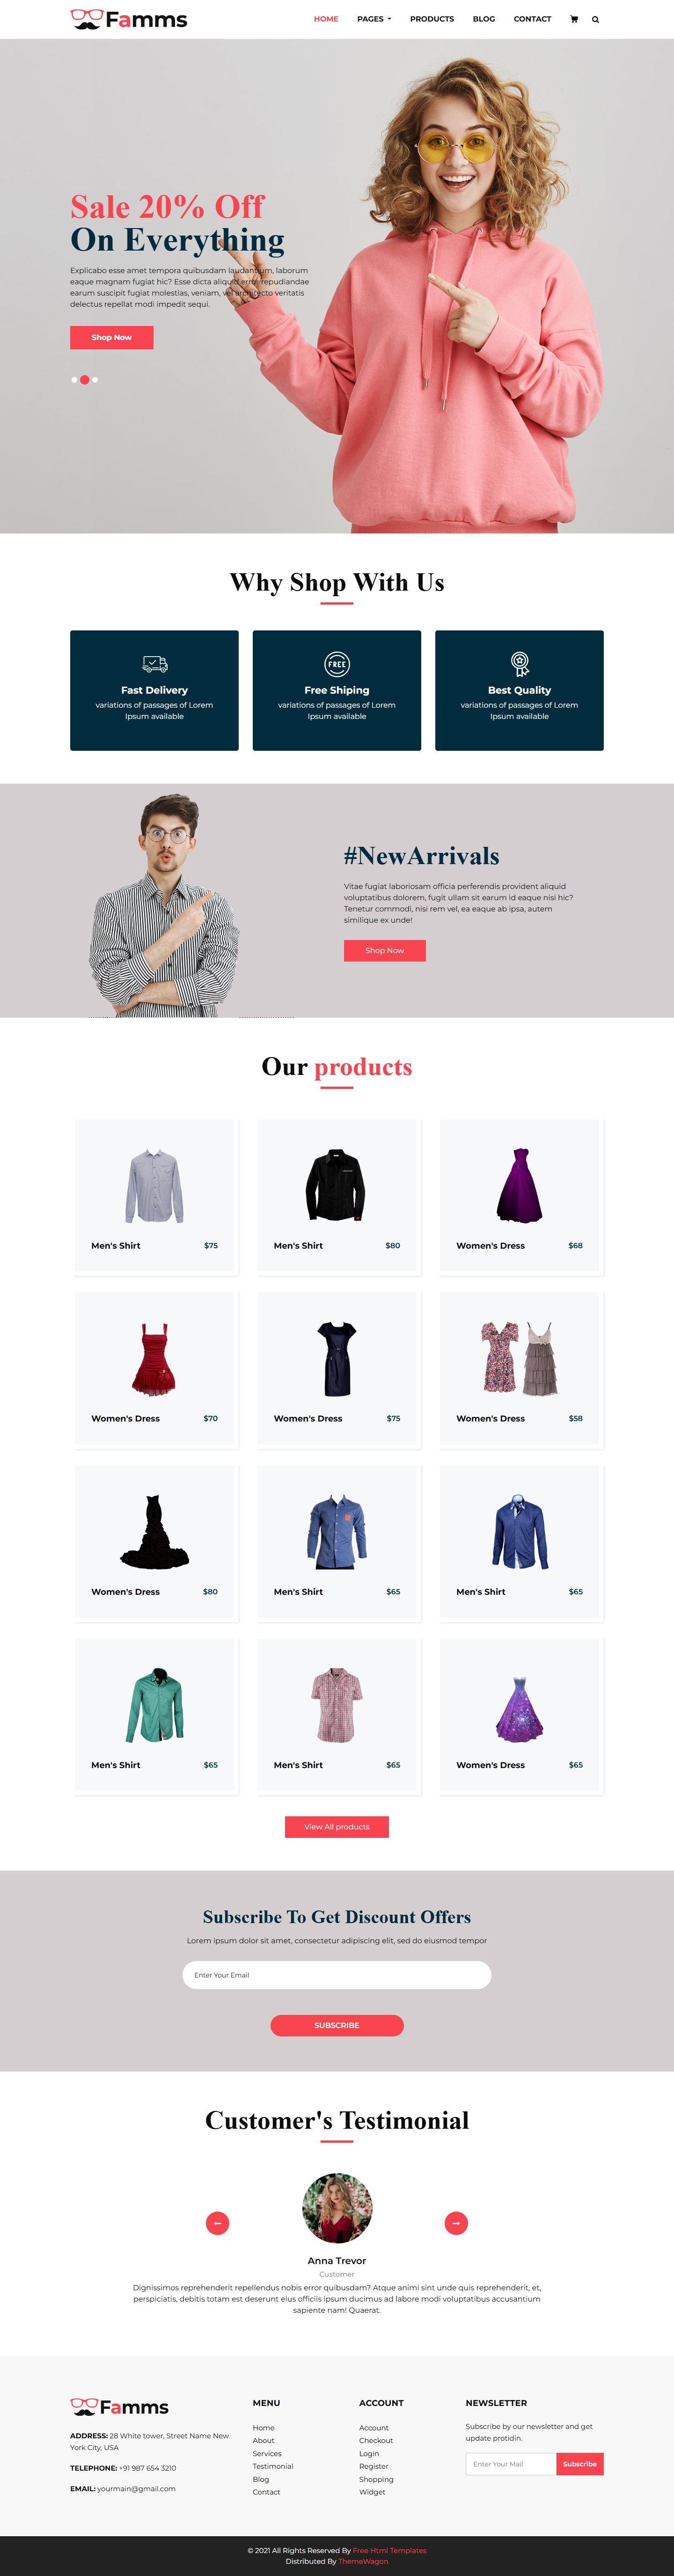 Famms
HOME PAGES PRODUCTS BLOG CONTACT
Sale 20% Off
On Everything
Explicabo esse amet tempora quibusdam laudantium, laborum
eaque magnam fugiat hic? Esse dicta aliquid error repudiandae
earum suscipit fugiat molestias, veniam, vel architecto veritatis
delectus repellat modi impedit sequi.
Shop Now
Why Shop With Us
Fast Delivery
variations of passages of Lorem
Ipsum available
FREE
Free Shiping
variations of passages of Lorem
Ipsum available
Best Quality
variations of passages of Lorem
Ipsum available
#NewArrivals
Vitae fugiat laboriosam officia perferendis provident aliquid
voluptatibus dolorem, fugit ullam sit earum id eaque nisi hic?
Tenetur commodi, nisi rem vel, ea eaque ab ipsa, autem
similique ex unde!
Shop Now
Our products
Men's Shirt $75
Men's Shirt $80
Women's Dress $68
Women's Dress $70
Women's Dress $75
Women's Dress $58
Women's Dress $80
Men's Shirt $65
Men's Shirt $65
Men's Shirt $65
Men's Shirt $65
Women's Dress $65
View All products
Subscribe To Get Discount Offers
Lorem ipsum dolor sit amet, consectetur adipiscing elit, sed do eiusmod tempor
Enter Your Email
SUBSCRIBE
Customer's Testimonial
Anna Trevor
Customer
Dignissimos reprehenderit repellendus nobis error quibusdam? Atque animi sint unde quis reprehenderit, et,
perspiciatis, debitis totam est deserunt eius officiis ipsum ducimus ad labore modi voluptatibus accusantium
sapiente nam! Quaerat.
Famms
ADDRESS: 28 White tower, Street Name New
York City, USA
TELEPHONE: +91 987 654 3210
EMAIL: yourmain@gmail.com
MENU
Home
About
Services
Testimonial
Blog
Contact
ACCOUNT
Account
Checkout
Login
Register
Shopping
Widget
NEWSLETTER
Subscribe by our newsletter and get
update protidin.
Enter Your Mail
Subscribe
© 2021 All Rights Reserved By Free Html Templates
Distributed By ThemeWagon